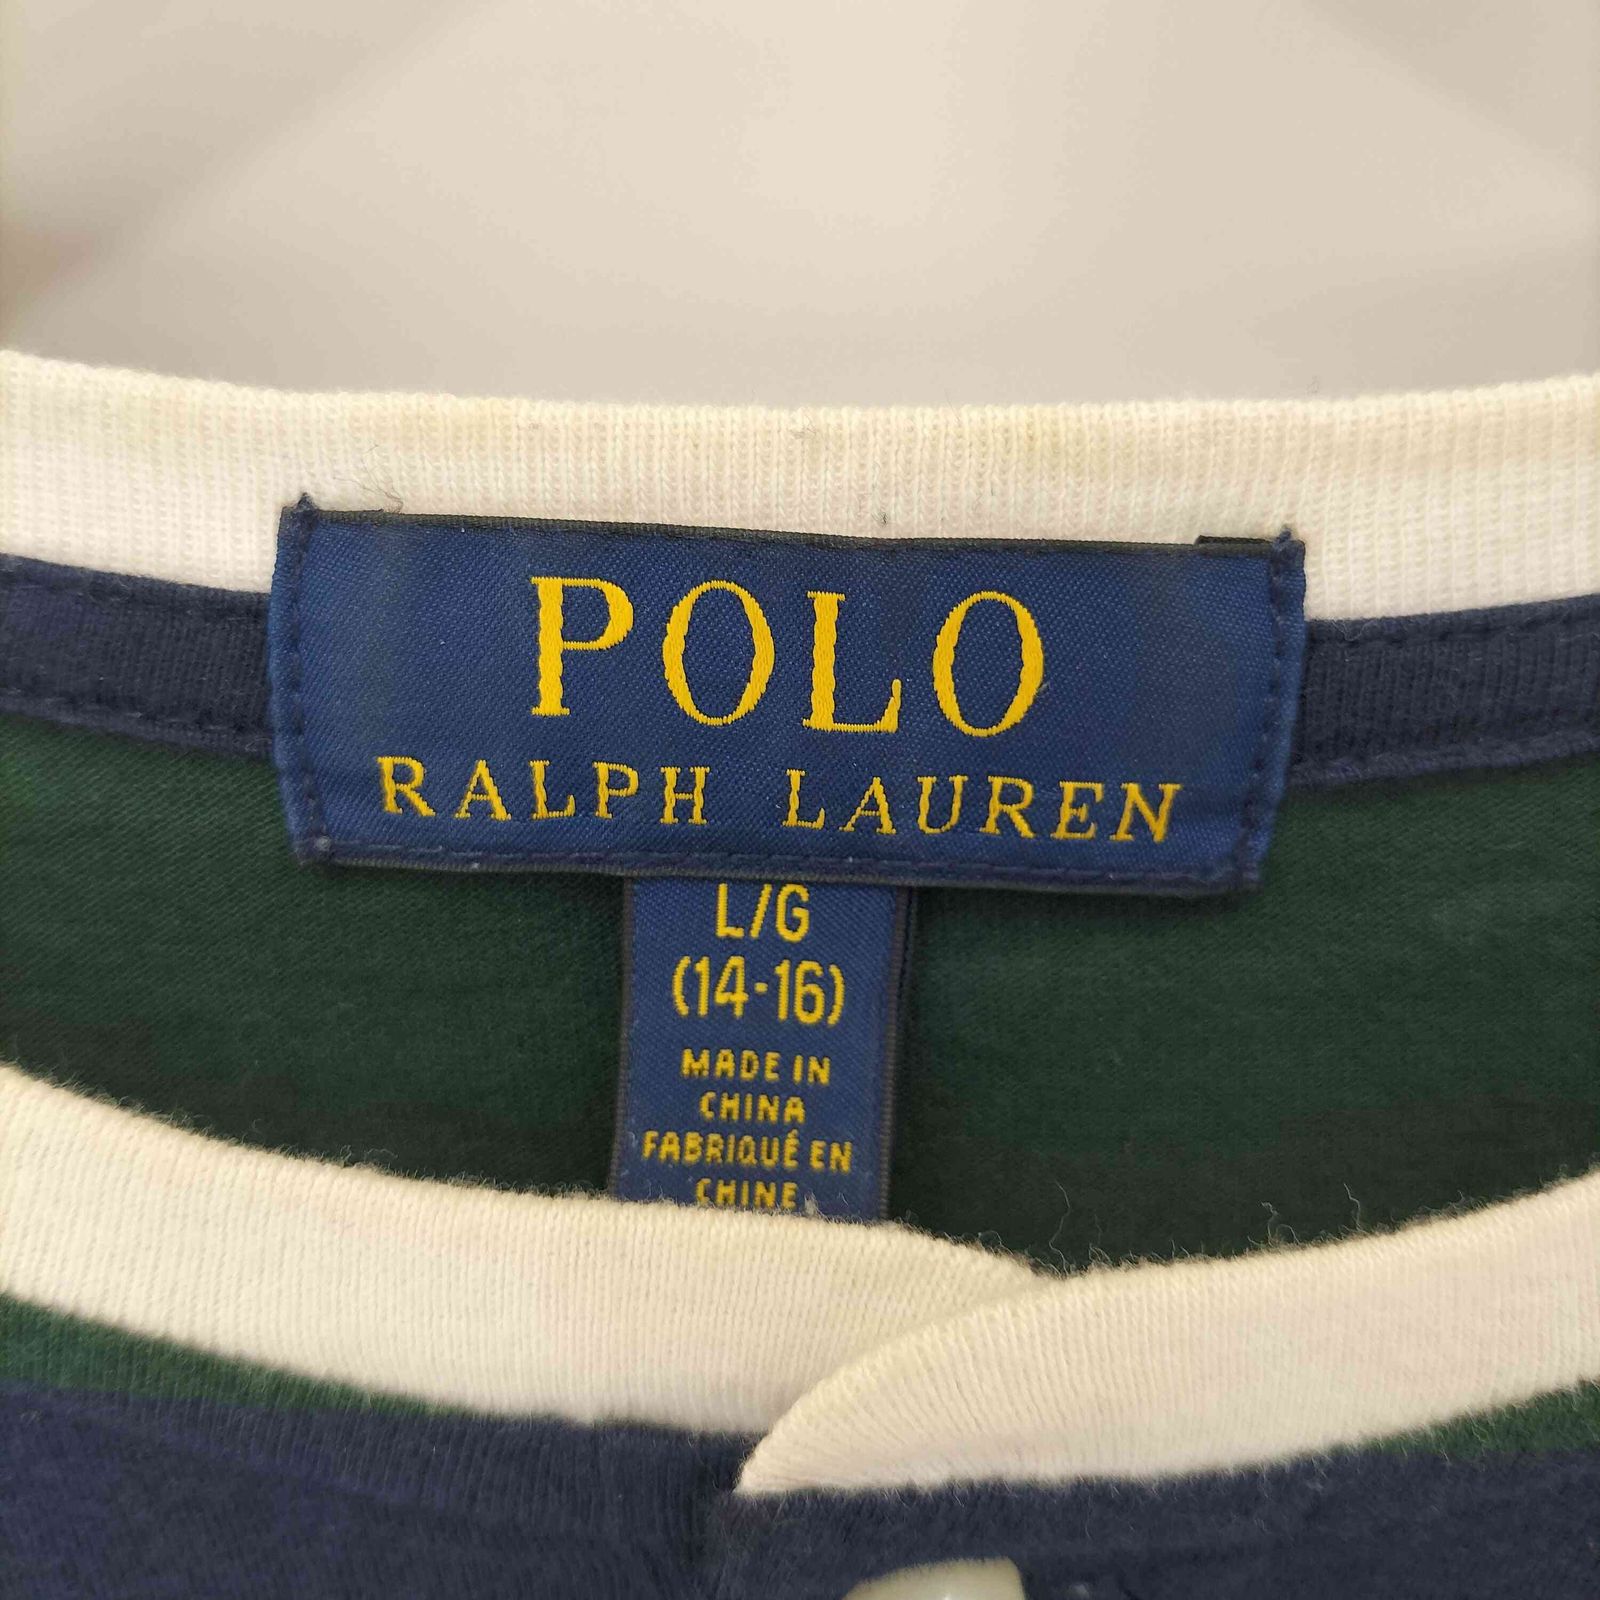 POLO
RALPH LAUREN
L/G
(14-16)
MADE IN
CHINA
FABRIQUÉ EN
CHINE